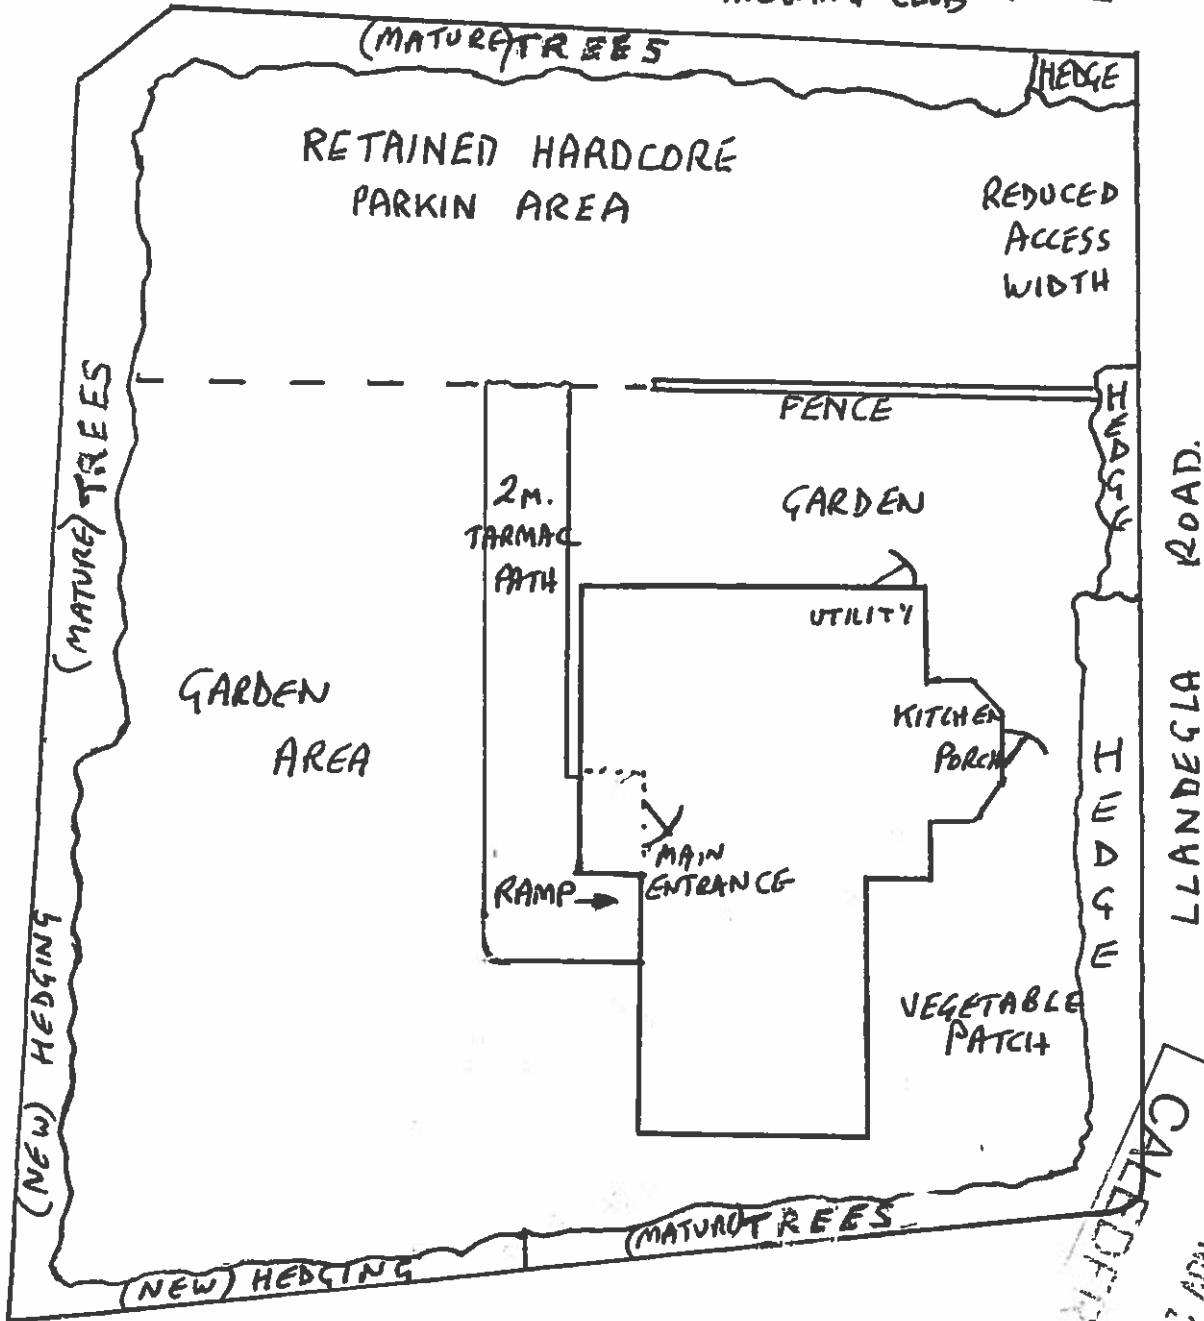 CLUB
(MATURE) TREES
HEDGE
RETAINED HARDCORE
PARKIN AREA
REDUCED
ACCESS
WIDTH
(MATURE) TREES
FENCE
HEDGE
2M.
TARMAC
PATH
GARDEN
UTILITY
LLANDEGLA ROAD.
GARDEN
AREA
KITCHEN
PORCH
HEDGE
MAIN
ENTRANCE
RAMP
(NEW) HEDGING
VEGETABLE
PATCH
(MATURE) TREES
(NEW) HEDGING